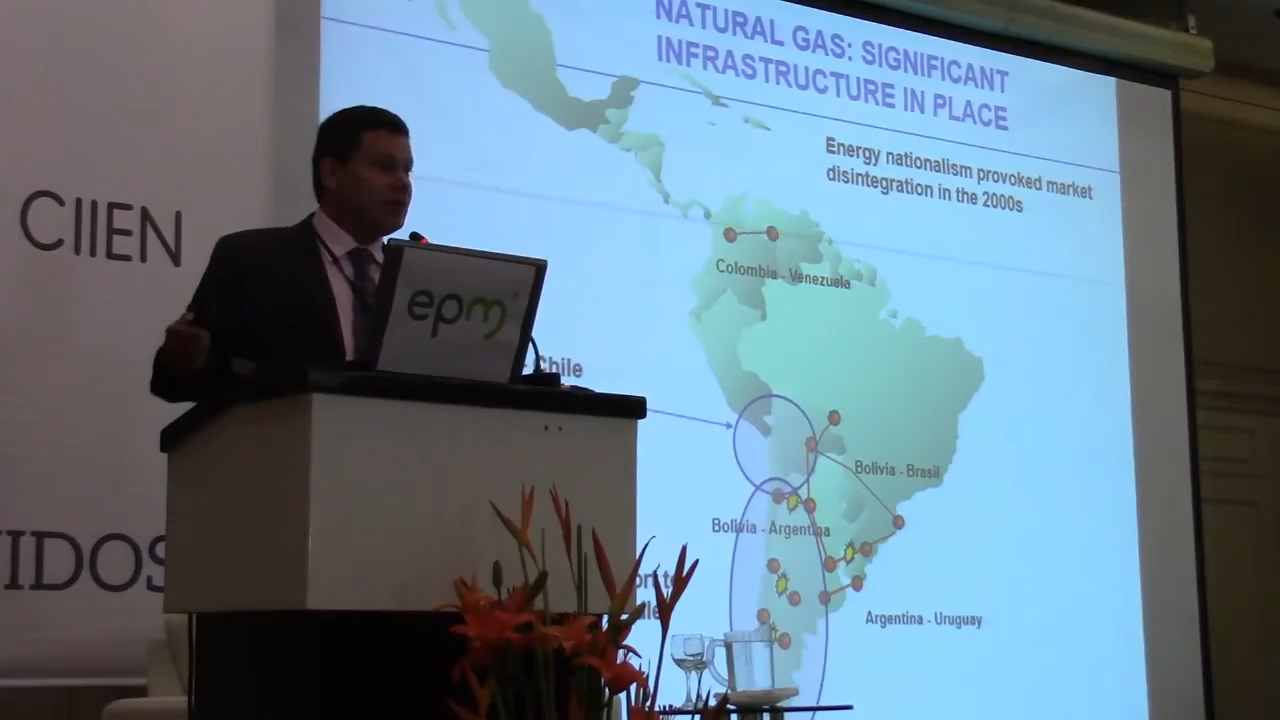 NATURAL GAS: SIGNIFICANT
INFRASTRUCTURE IN PLACE
Energy nationalism provoked market
disintegration in the 2000s
CIIEN
Colombia - Venezuela
epm
Chile
Bolivia - Brasil
Bolivia - Argentina
Argentina - Uruguay